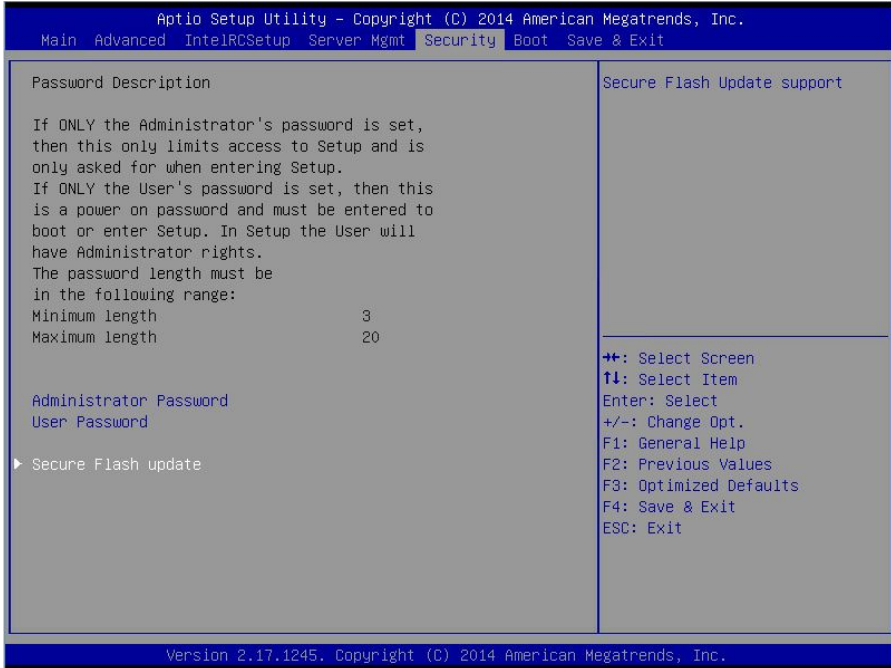 Aptio Setup Utility – Copyright (C) 2014 American Megatrends, Inc.
Main Advanced IntelRCSetup Server Mgmt Security Boot Save & Exit
Password Description
If ONLY the Administrator's password is set,
then this only limits access to Setup and is
only asked for when entering Setup.
If ONLY the User's password is set, then this
is a power on password and must be entered to
boot or enter Setup. In Setup the User will
have Administrator rights.
The password length must be
in the following range:
Minimum length 3
Maximum length 20
Administrator Password
User Password
▶ Secure Flash update
Secure Flash Update support
→←: Select Screen
↑↓: Select Item
Enter: Select
+/-: Change Opt.
F1: General Help
F2: Previous Values
F3: Optimized Defaults
F4: Save & Exit
ESC: Exit
Version 2.17.1245. Copyright (C) 2014 American Megatrends, Inc.